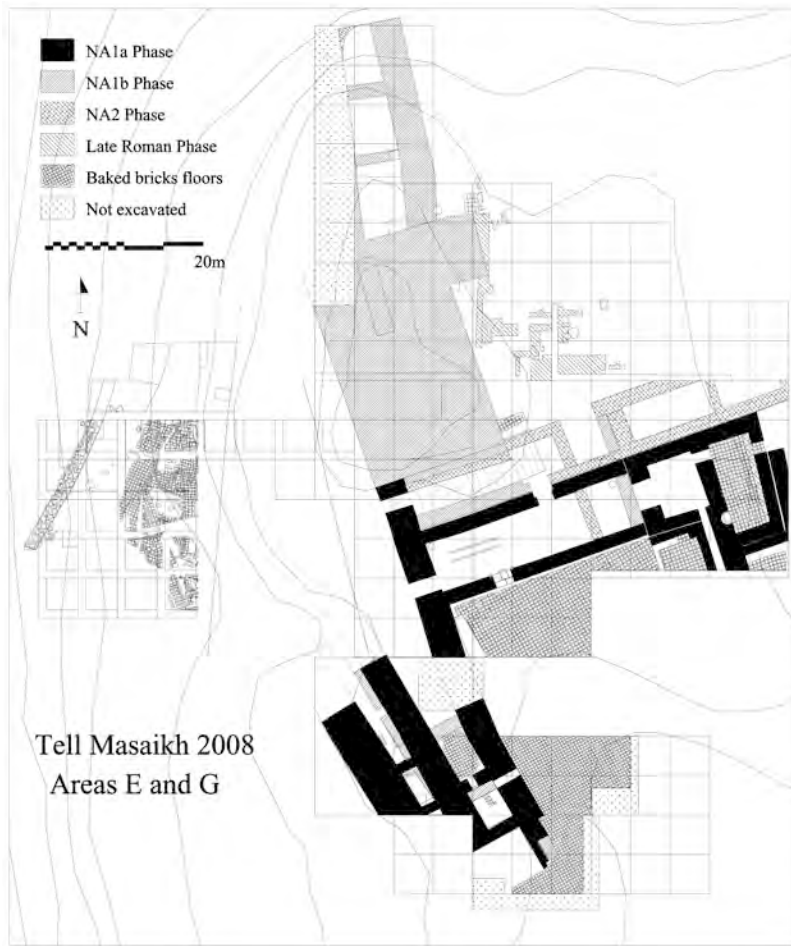 NA1a Phase
NA1b Phase
NA2 Phase
Late Roman Phase
Baked bricks floors
Not excavated
20m
N
Tell Masaikh 2008
Areas E and G